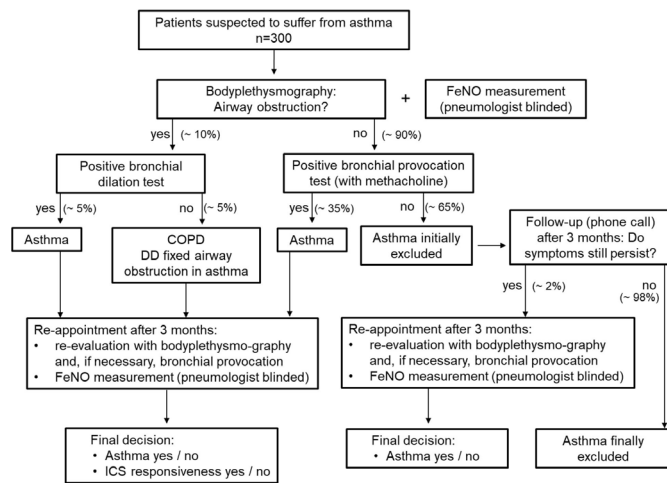 Patients suspected to suffer from asthma
n=300
Bodyplethysmography:
Airway obstruction?
+
FeNO measurement
(pneumologist blinded)
yes (~ 10%)
no (~ 90%)
Positive bronchial
dilation test
Positive bronchial provocation
test (with methacholine)
yes (~ 5%)
no (~ 5%)
yes (~ 35%)
no (~ 65%)
Asthma
COPD
DD fixed airway
obstruction in asthma
Asthma
Asthma initially
excluded
Follow-up (phone call)
after 3 months: Do
symptoms still persist?
yes (~ 2%)
no
(~ 98%)
Re-appointment after 3 months:
• re-evaluation with bodyplethysmo-graphy
and, if necessary, bronchial provocation
• FeNO measurement (pneumologist blinded)
Re-appointment after 3 months:
• re-evaluation with bodyplethysmo-graphy
and, if necessary, bronchial provocation
• FeNO measurement (pneumologist blinded)
Final decision:
• Asthma yes / no
• ICS responsiveness yes / no
Final decision:
• Asthma yes / no
Asthma finally
excluded